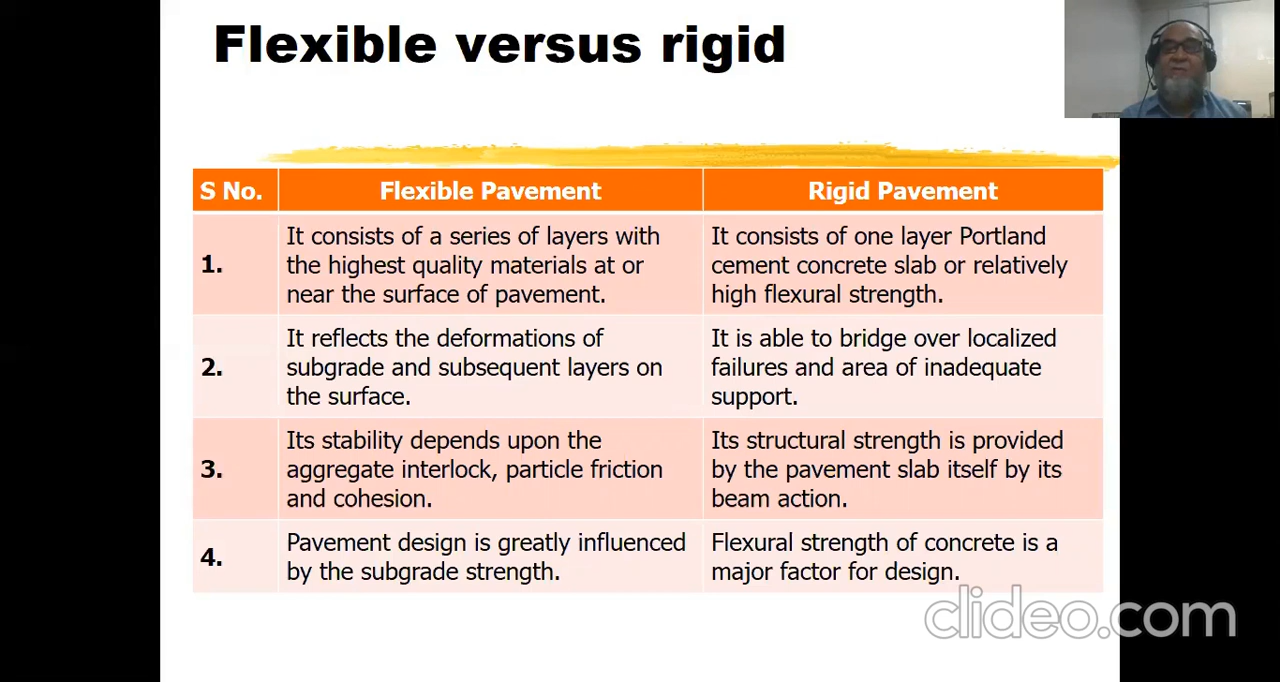 Flexible versus rigid
S No.
Flexible Pavement
Rigid Pavement
1.
It consists of a series of layers with
the highest quality materials at or
near the surface of pavement.
It consists of one layer Portland
cement concrete slab or relatively
high flexural strength.
2.
It reflects the deformations of
subgrade and subsequent layers on
the surface.
It is able to bridge over localized
failures and area of inadequate
support.
3.
Its stability depends upon the
aggregate interlock, particle friction
and cohesion.
Its structural strength is provided
by the pavement slab itself by its
beam action.
4.
Pavement design is greatly influenced
by the subgrade strength.
Flexural strength of concrete is a
major factor for design.
clideo.com